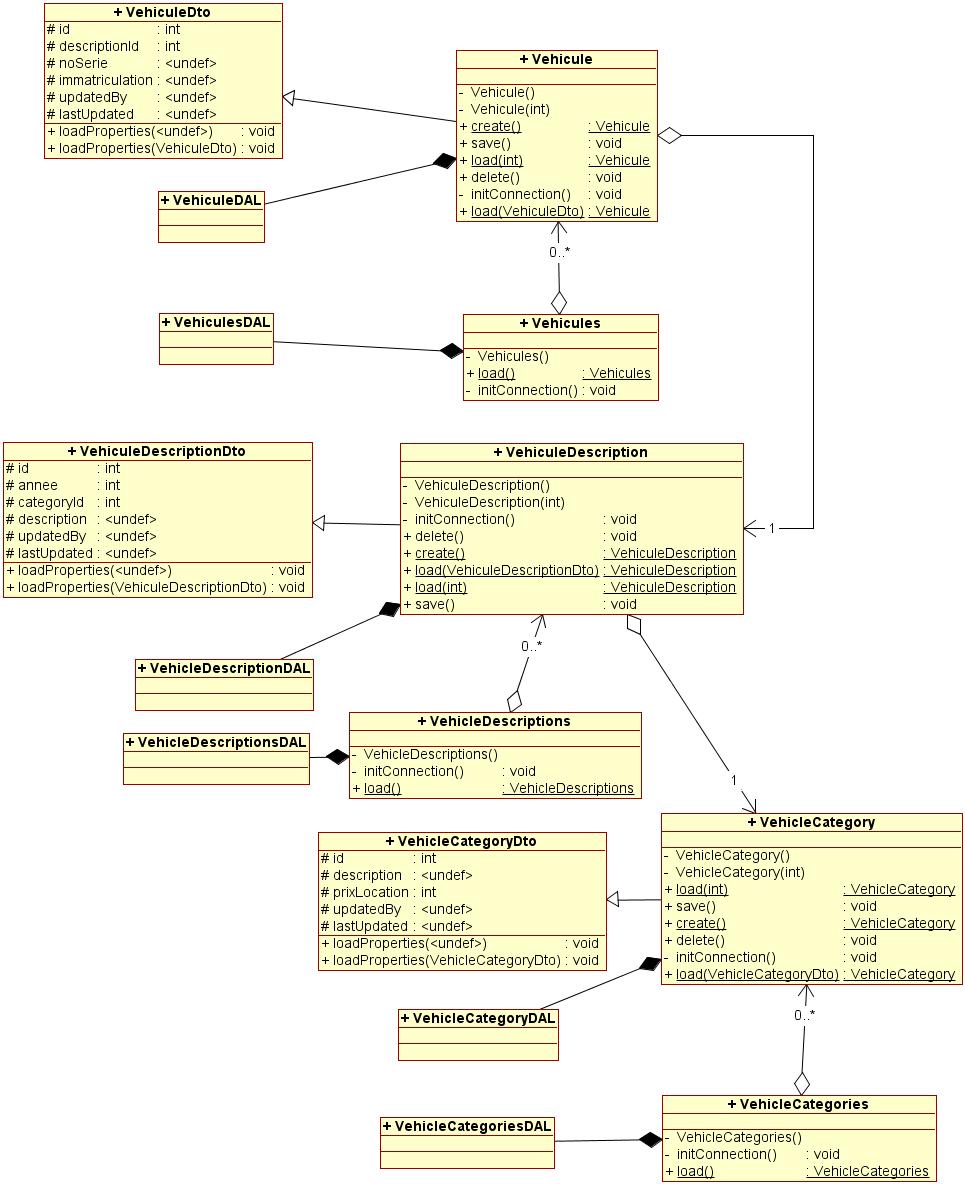 + VehiculeDto
# id : int
# descriptionId : int
# noSerie : <undef>
# immatriculation : <undef>
# updatedBy : <undef>
# lastUpdated : <undef>
+ loadProperties(<undef>) : void
+ loadProperties(VehiculeDto) : void
+ Vehicule
- Vehicule()
- Vehicule(int)
+ create() : Vehicule
+ save() : void
+ load(int) : Vehicule
+ delete() : void
- initConnection() : void
+ load(VehiculeDto) : Vehicule
+ VehiculeDAL
0..*
+ VehiculesDAL
+ Vehicules
- Vehicules()
+ load() : Vehicules
- initConnection() : void
+ VehiculeDescriptionDto
# id : int
# annee : int
# categoryId : int
# description : <undef>
# updatedBy : <undef>
# lastUpdated : <undef>
+ loadProperties(<undef>) : void
+ loadProperties(VehiculeDescriptionDto) : void
+ VehiculeDescription
- VehiculeDescription()
- VehiculeDescription(int)
- initConnection() : void
+ delete() : void
+ create() : VehiculeDescription
+ load(VehiculeDescriptionDto) : VehiculeDescription
+ load(int) : VehiculeDescription
+ save() : void
1
0..*
+ VehicleDescriptionDAL
+ VehicleDescriptionsDAL
+ VehicleDescriptions
- VehicleDescriptions()
- initConnection() : void
+ load() : VehicleDescriptions
1
+ VehicleCategoryDto
# id : int
# description : <undef>
# prixLocation : int
# updatedBy : <undef>
# lastUpdated : <undef>
+ loadProperties(<undef>) : void
+ loadProperties(VehicleCategoryDto) : void
+ VehicleCategory
- VehicleCategory()
- VehicleCategory(int)
+ load(int) : VehicleCategory
+ save() : void
+ create() : VehicleCategory
+ delete() : void
- initConnection() : void
+ load(VehicleCategoryDto) : VehicleCategory
+ VehicleCategoryDAL
0..*
+ VehicleCategoriesDAL
+ VehicleCategories
- VehicleCategories()
- initConnection() : void
+ load() : VehicleCategories